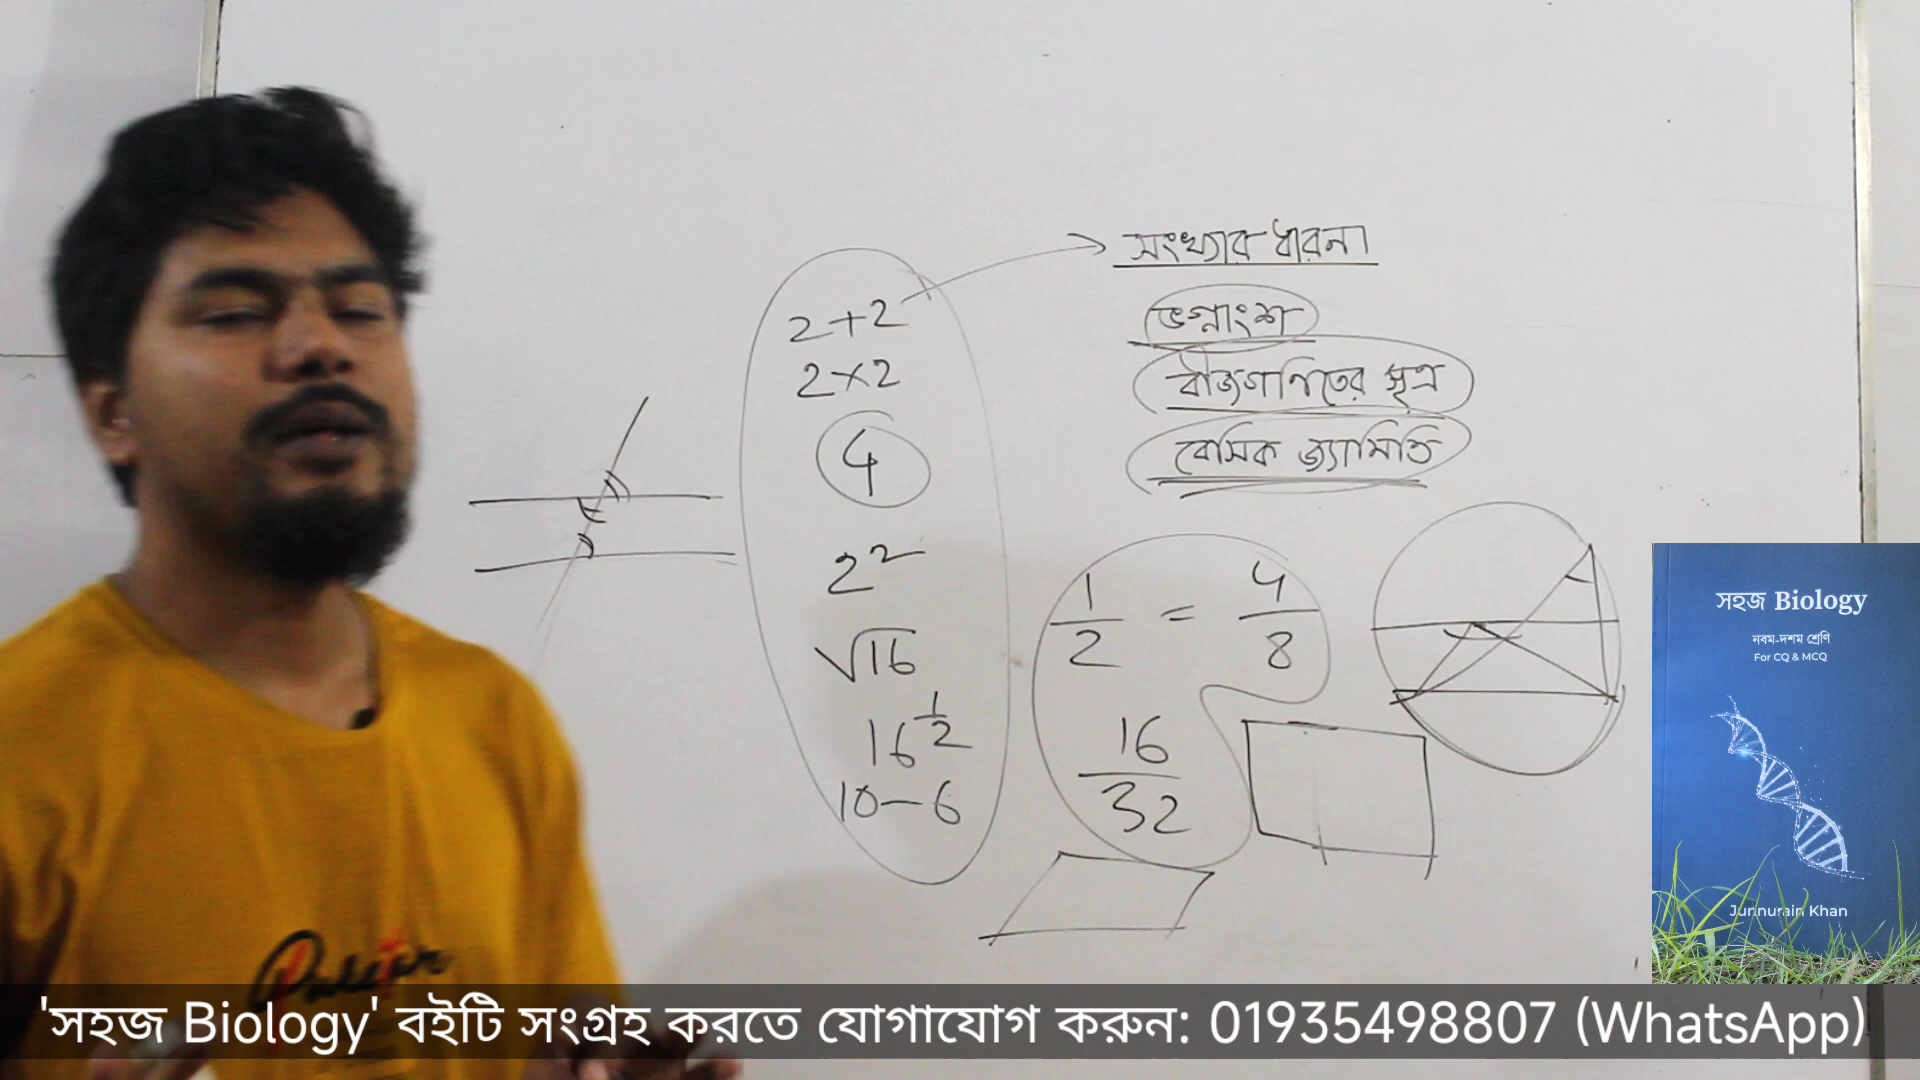 সংখ্যার ধারনা
ভগ্নাংশ
বীজগণিতের সূত্র
বেসিক জ্যামিতি
2+2
2×2
4
2²
√16
16^1/2
10-6
1/2 = 4/8
16/32
সহজ Biology
নবম-দশম শ্রেণি
For CQ & MCQ
Junnurain Khan
'সহজ Biology' বইটি সংগ্রহ করতে যোগাযোগ করুন: 01935498807 (WhatsApp)